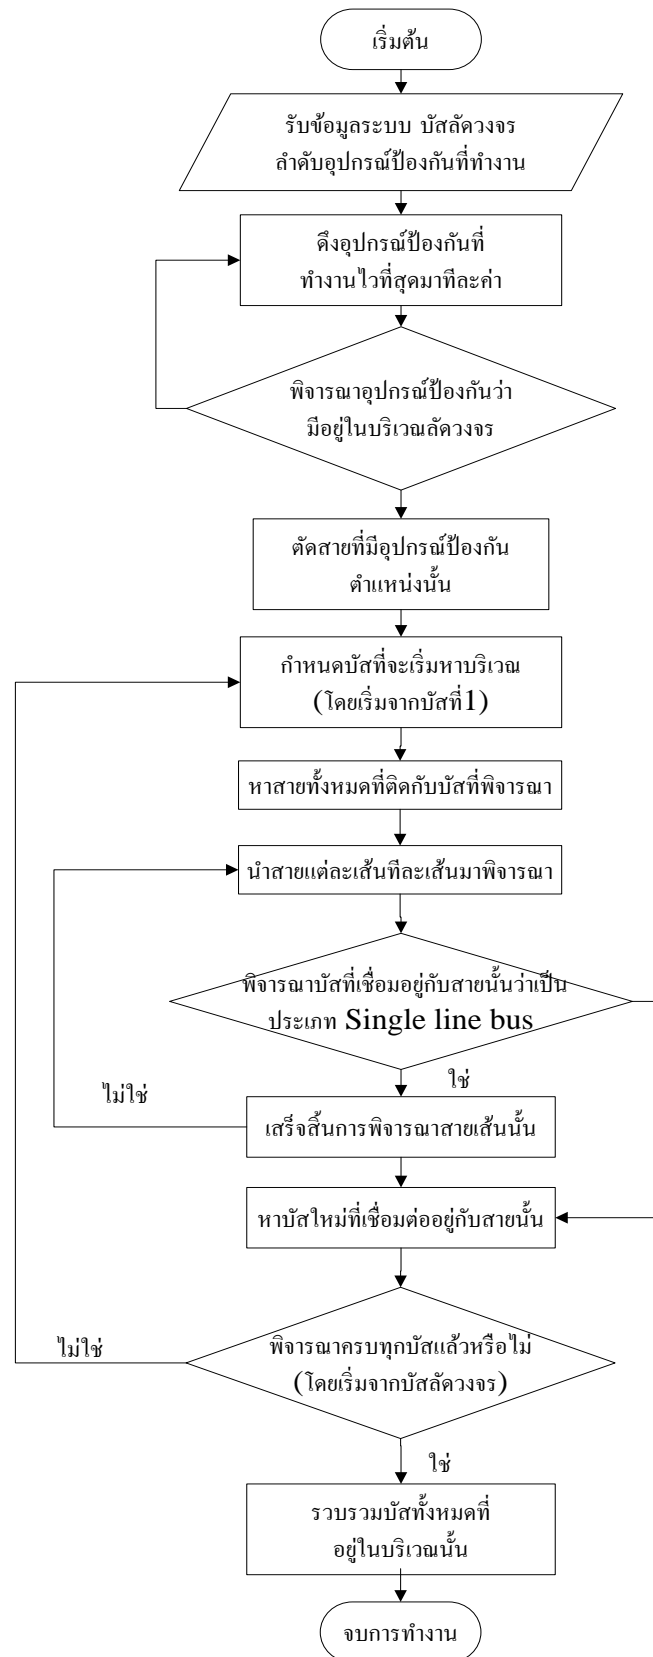 เริ่มต้น
รับข้อมูลระบบ บัสลัดวงจร
ลำดับอุปกรณ์ป้องกันที่ทำงาน
ดึงอุปกรณ์ป้องกันที่
ทำงานไวที่สุดมาทีละค่า
พิจารณาอุปกรณ์ป้องกันว่า
มีอยู่ในบริเวณลัดวงจร
ตัดสายที่มีอุปกรณ์ป้องกัน
ตำแหน่งนั้น
กำหนดบัสที่จะเริ่มหาบริเวณ
(โดยเริ่มจากบัสที่1)
หาสายทั้งหมดที่ติดกับบัสที่พิจารณา
นำสายแต่ละเส้นทีละเส้นมาพิจารณา
พิจารณาบัสที่เชื่อมอยู่กับสายนั้นว่าเป็น
ประเภท Single line bus
ใช่
ไม่ใช่
เสร็จสิ้นการพิจารณาสายเส้นนั้น
หาบัสใหม่ที่เชื่อมต่ออยู่กับสายนั้น
ไม่ใช่
พิจารณาครบทุกบัสแล้วหรือไม่
(โดยเริ่มจากบัสลัดวงจร)
ใช่
รวบรวมบัสทั้งหมดที่
อยู่ในบริเวณนั้น
จบการทำงาน